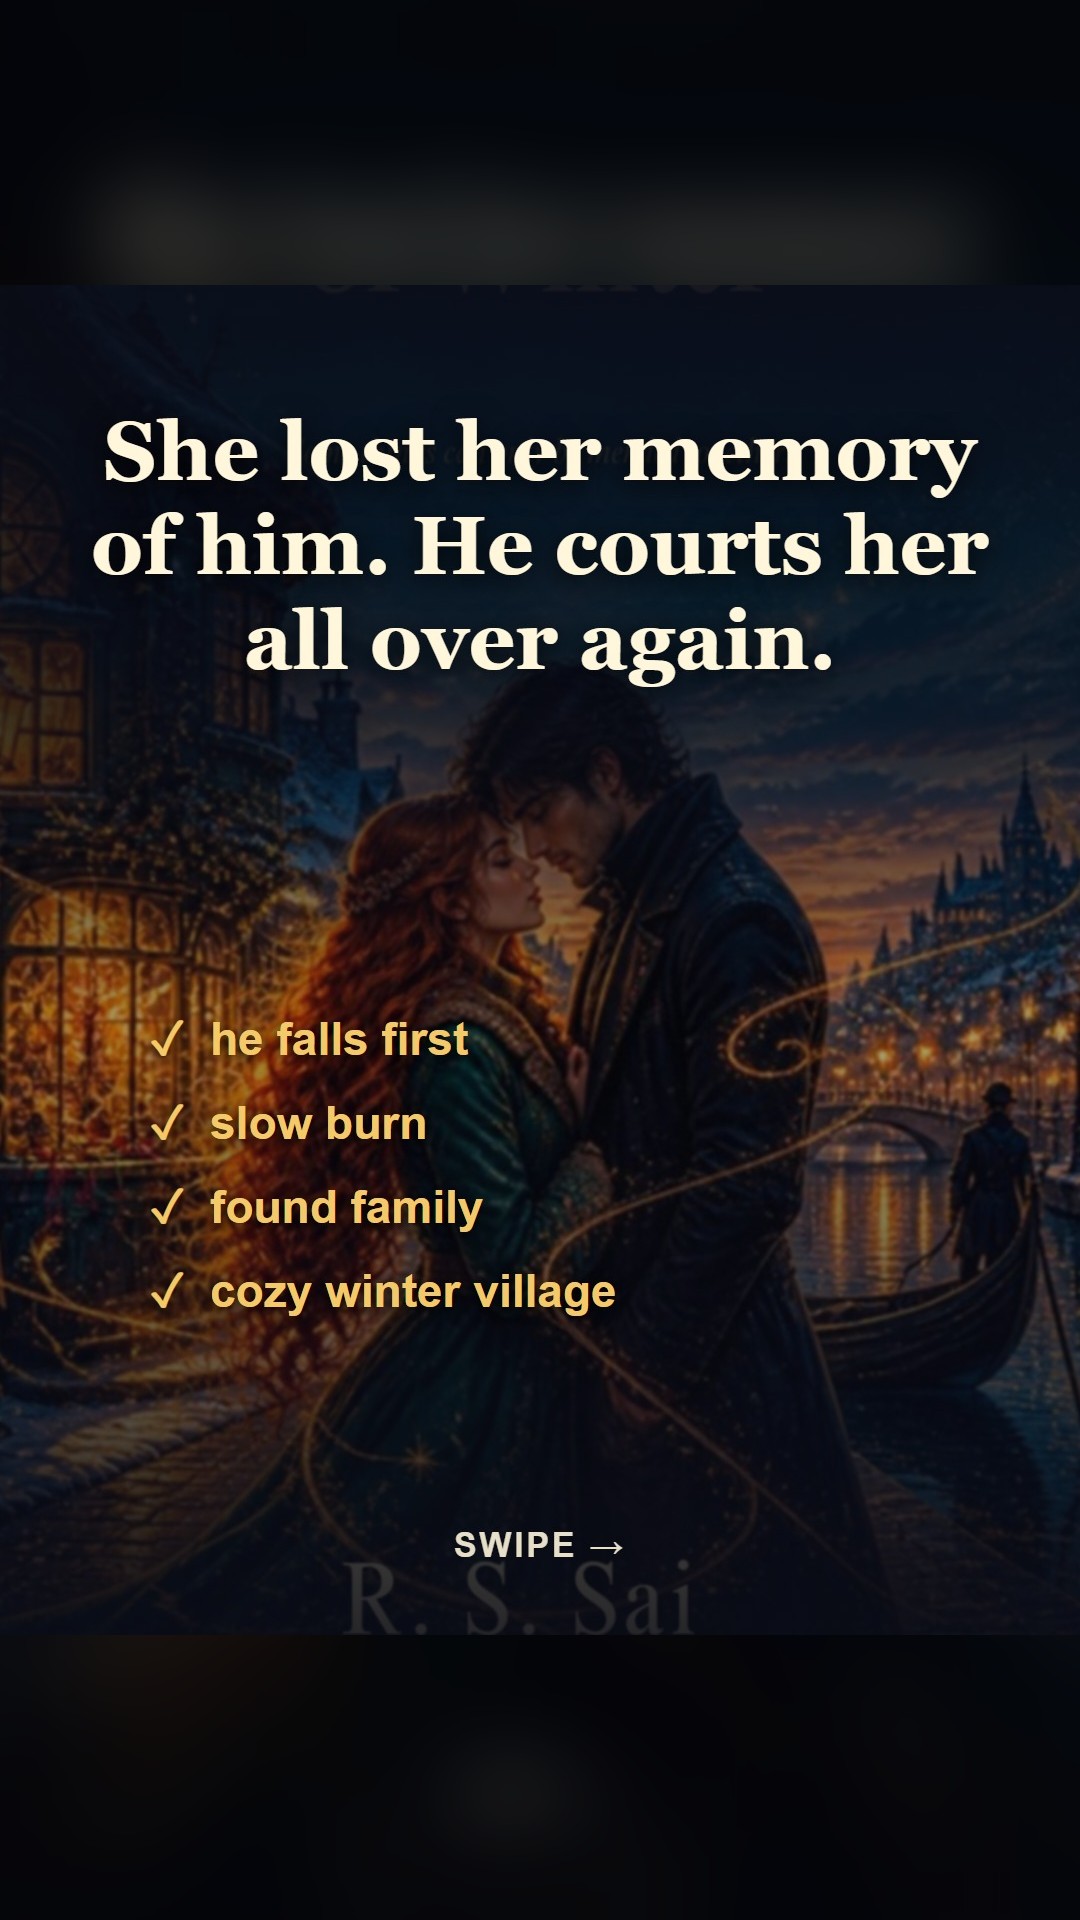 She lost her memory
of him. He courts her
all over again.
✓ he falls first
✓ slow burn
✓ found family
✓ cozy winter village
SWIPE →
R. S. Sai